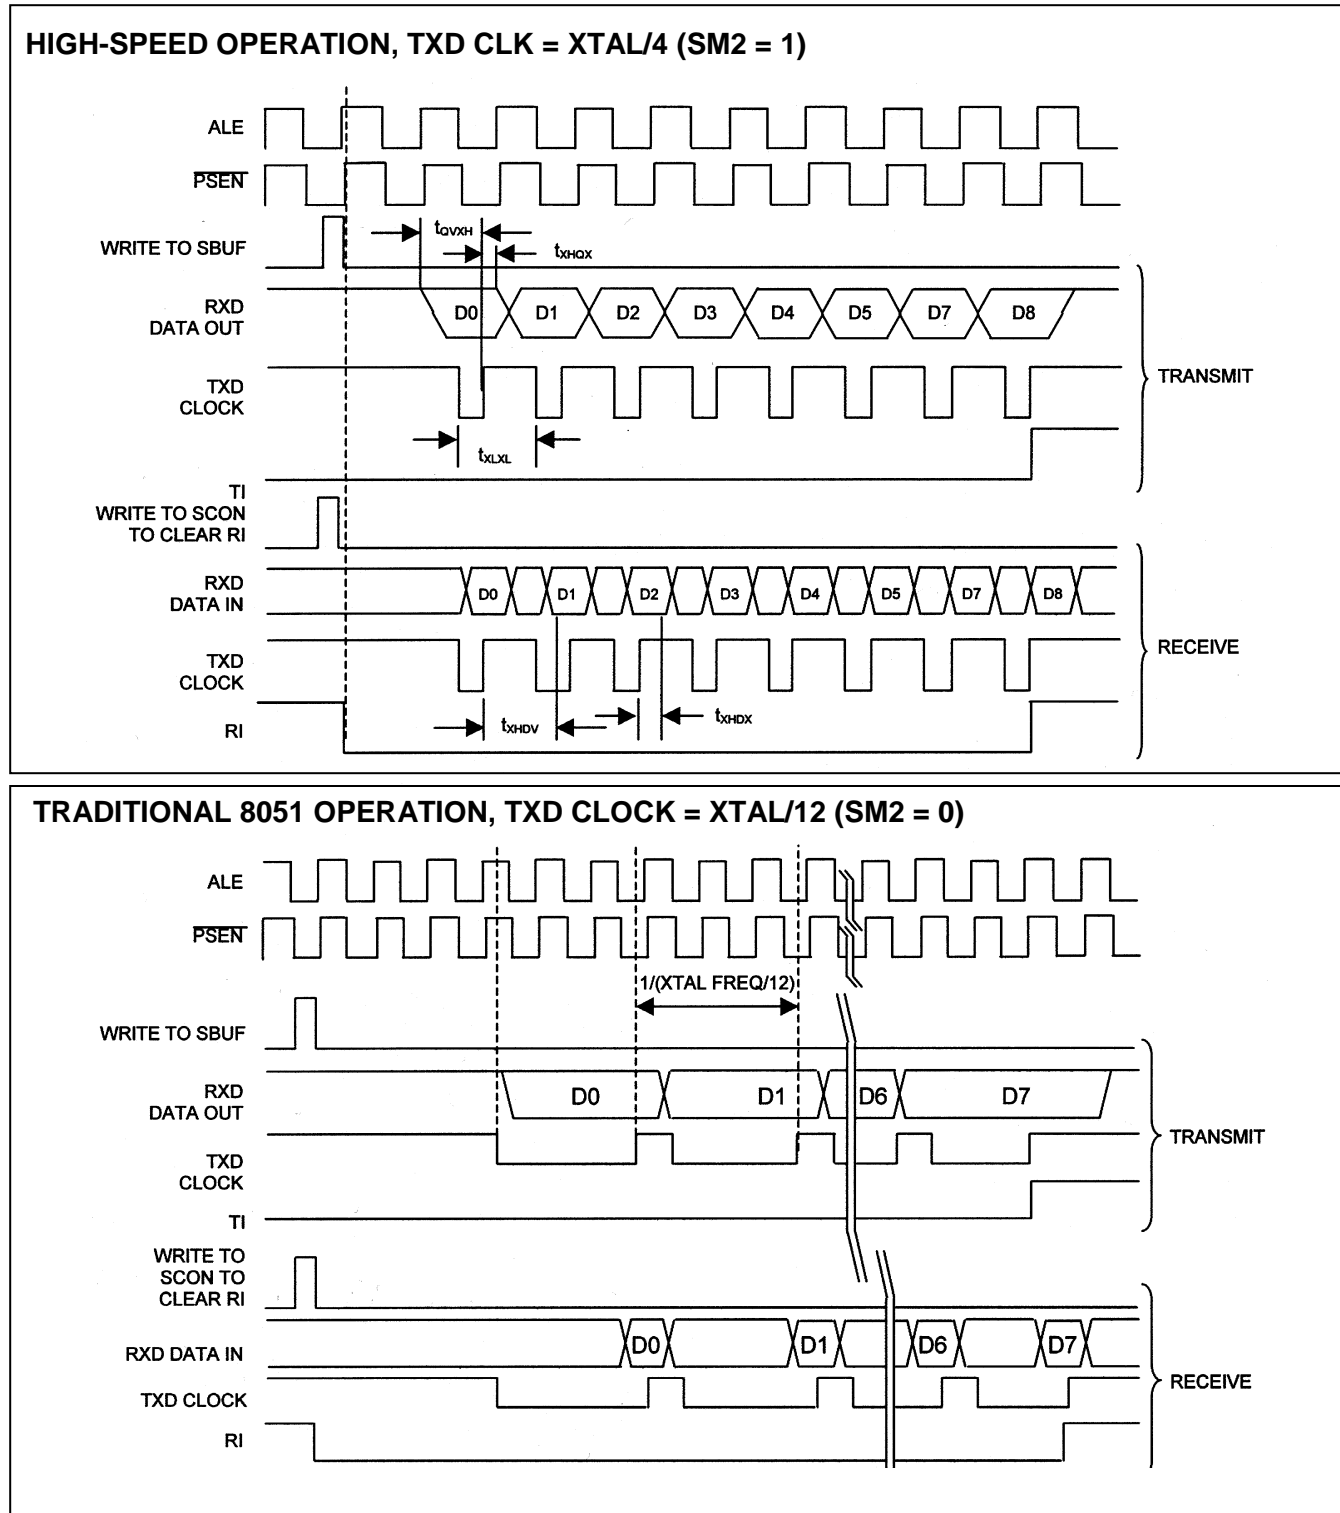 HIGH-SPEED OPERATION, TXD CLK = XTAL/4 (SM2 = 1)
ALE
PSEN
WRITE TO SBUF
tQVXH
tXHQX
RXD
DATA OUT
D0 D1 D2 D3 D4 D5 D7 D8
TXD
CLOCK
TRANSMIT
tXLXL
TI
WRITE TO SCON
TO CLEAR RI
RXD
DATA IN
D0 D1 D2 D3 D4 D5 D7 D8
TXD
CLOCK
RECEIVE
RI
tXHDV
tXHDX
TRADITIONAL 8051 OPERATION, TXD CLOCK = XTAL/12 (SM2 = 0)
ALE
PSEN
1/(XTAL FREQ/12)
WRITE TO SBUF
RXD
DATA OUT
D0 D1 D6 D7
TXD
CLOCK
TRANSMIT
TI
WRITE TO
SCON TO
CLEAR RI
RXD DATA IN
D0 D1 D6 D7
TXD CLOCK
RECEIVE
RI